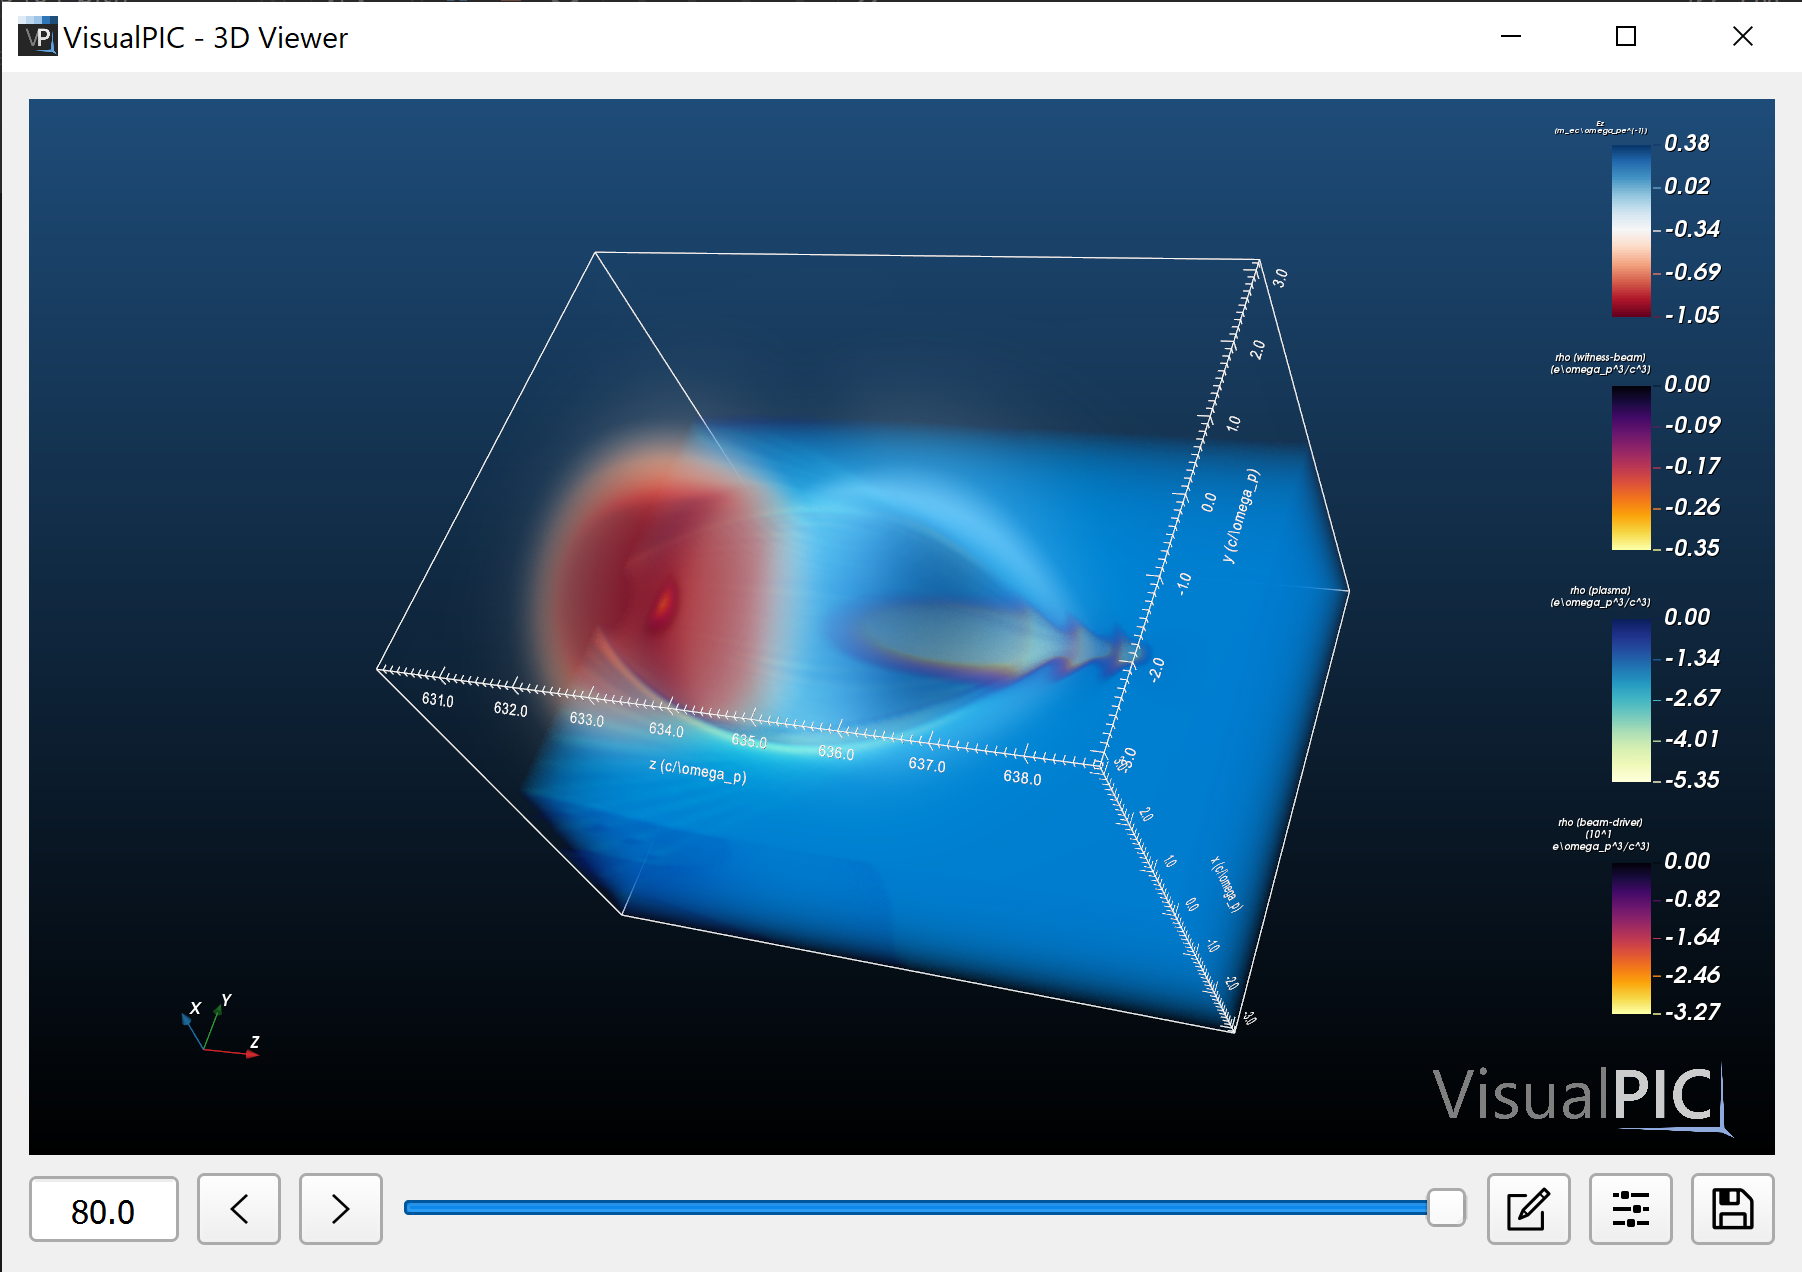 VP VisualPIC - 3D Viewer
Ez
(m_ec\omega_pe^(-1))
0.38
0.02
-0.34
-0.69
-1.05
rho (witness-beam)
(e\omega_p^3/c^3)
0.00
-0.09
-0.17
-0.26
-0.35
rho (plasma)
(e\omega_p^3/c^3)
0.00
-1.34
-2.67
-4.01
-5.35
rho (beam-driver)
(10^1
e\omega_p^3/c^3)
0.00
-0.82
-1.64
-2.46
-3.27
3.0
2.0
1.0
0.0
-1.0
-2.0
-3.0
y (c/\omega_p)
631.0
632.0
633.0
634.0
635.0
636.0
637.0
638.0
z (c/\omega_p)
2.0
1.0
0.0
-1.0
-2.0
-3.0
x (c/\omega_p)
X
Y
Z
VisualPIC
80.0